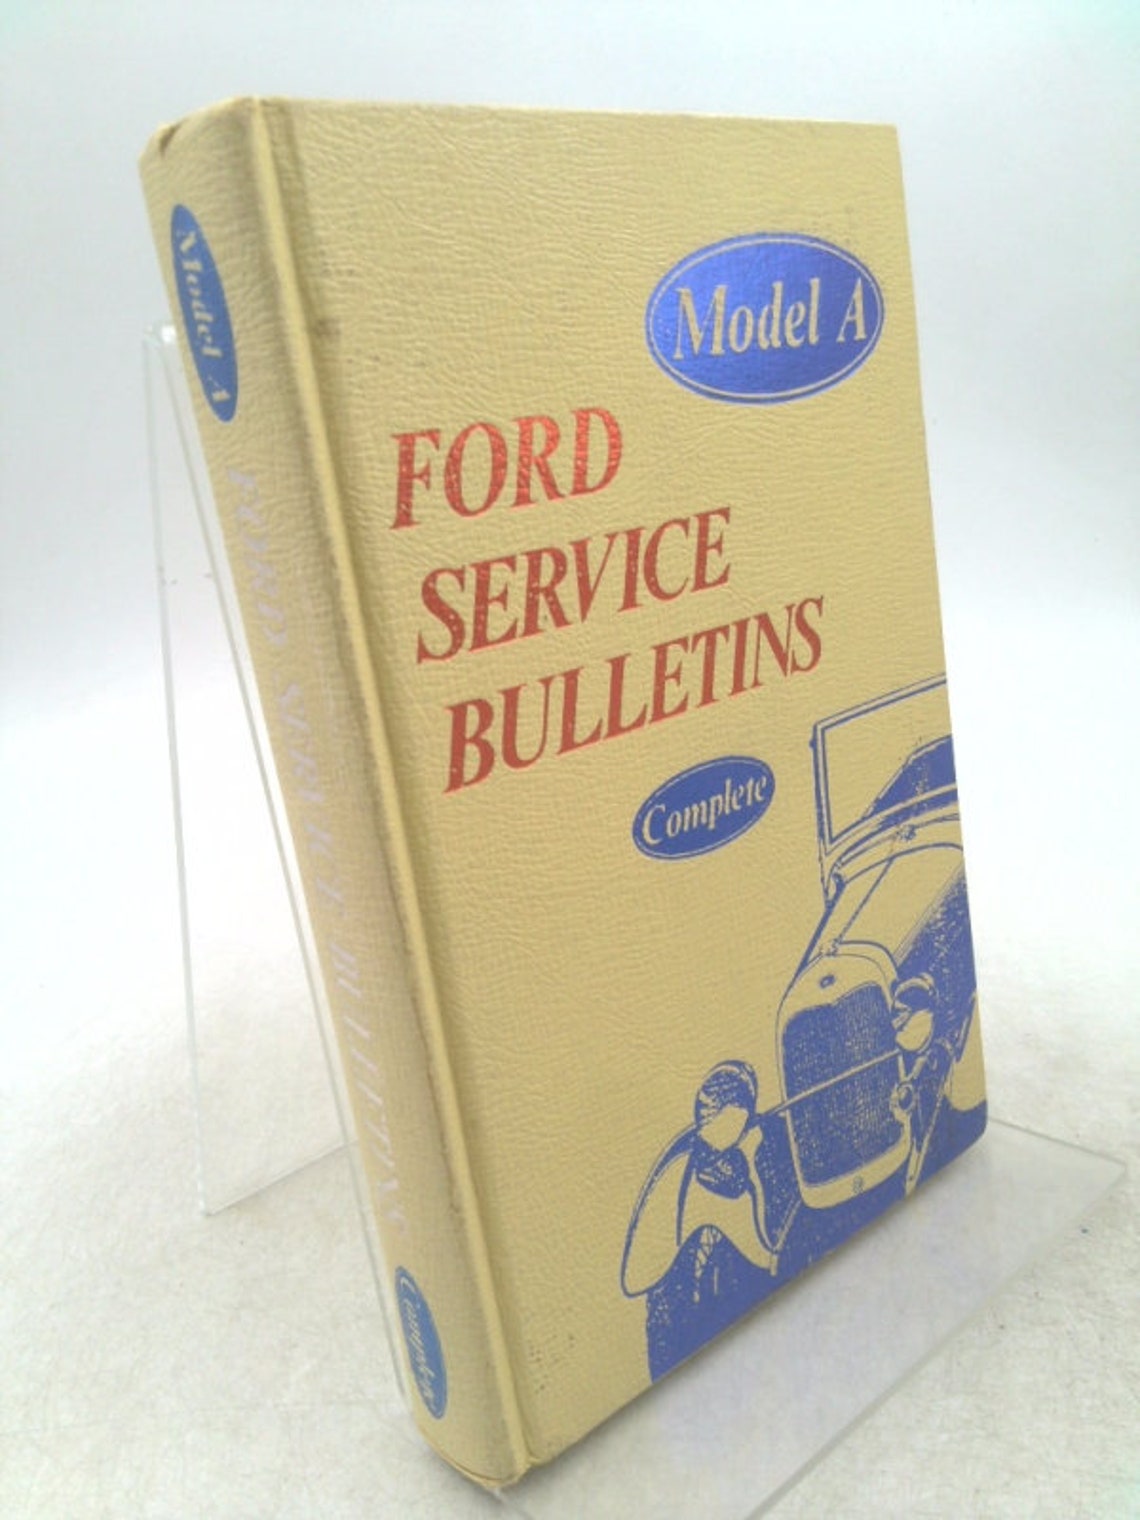 Model A
FORD
SERVICE
BULLETINS
Complete
Model A
FORD SERVICE BULLETINS
Complete